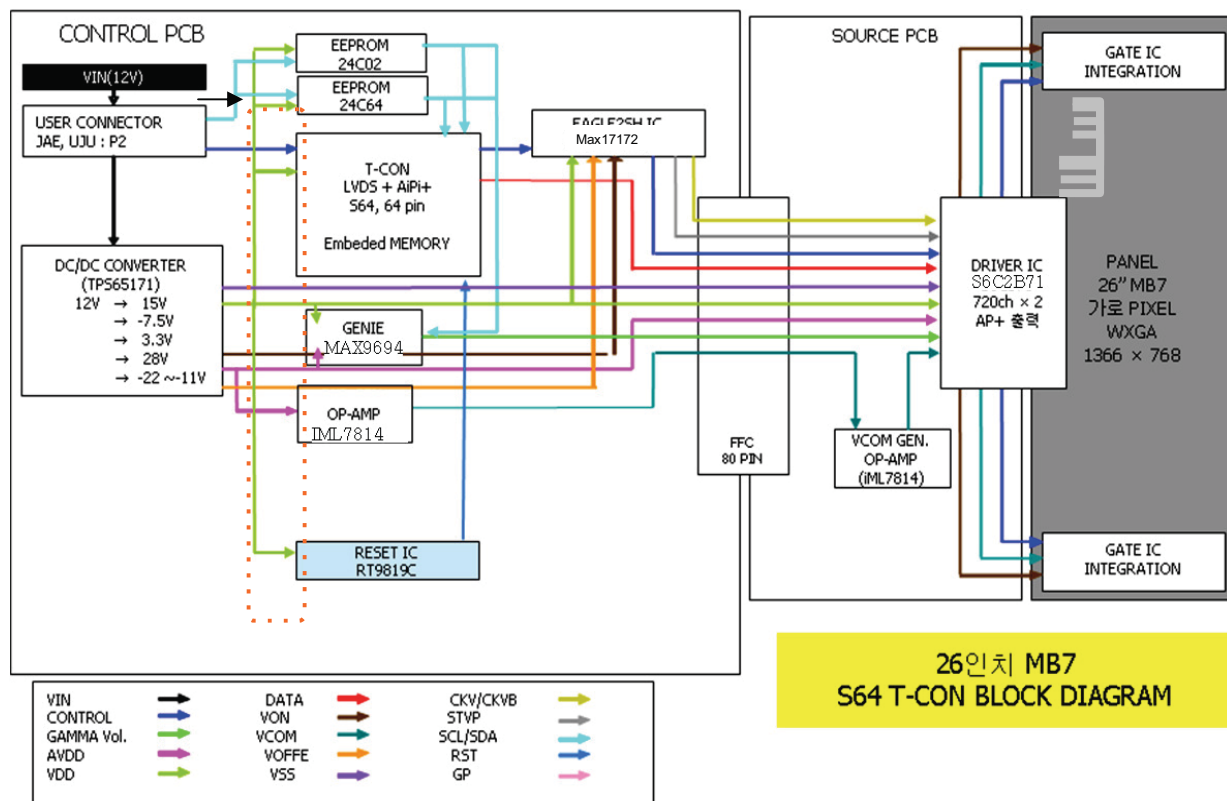 CONTROL PCB
VIN(12V)
USER CONNECTOR
JAE, UJU : P2
EEPROM
24C02
EEPROM
24C64
T-CON
LVDS + AiPi+
S64, 64 pin
Embeded MEMORY
EAGLE2SH IC
Max17172
DC/DC CONVERTER
(TPS65171)
12V → 15V
→ -7.5V
→ 3.3V
→ 28V
→ -22 ~-11V
GENIE
MAX9694
OP-AMP
IML7814
RESET IC
RT9819C
FFC
80 PIN
SOURCE PCB
VCOM GEN.
OP-AMP
(iML7814)
DRIVER IC
S6C2B71
720ch × 2
AP+ 출력
GATE IC
INTEGRATION
PANEL
26” MB7
가로 PIXEL
WXGA
1366 × 768
GATE IC
INTEGRATION
26인치 MB7
S64 T-CON BLOCK DIAGRAM
VIN
CONTROL
GAMMA Vol.
AVDD
VDD
DATA
VON
VCOM
VOFFE
VSS
CKV/CKVB
STVP
SCL/SDA
RST
GP